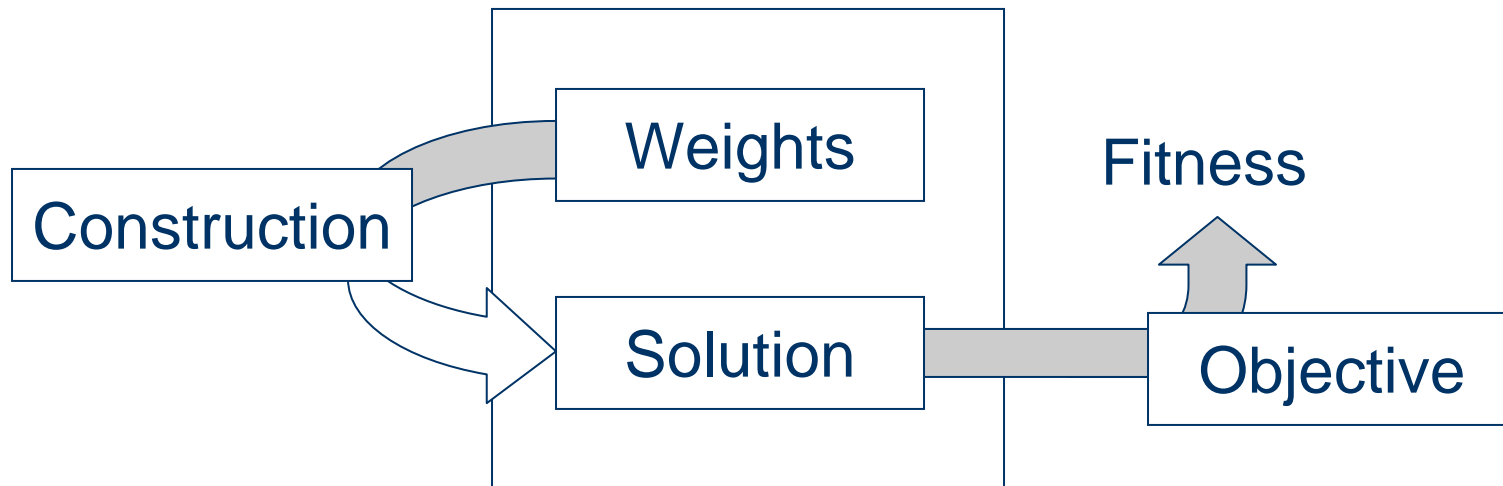 Weights
Fitness
Construction
Solution
Objective